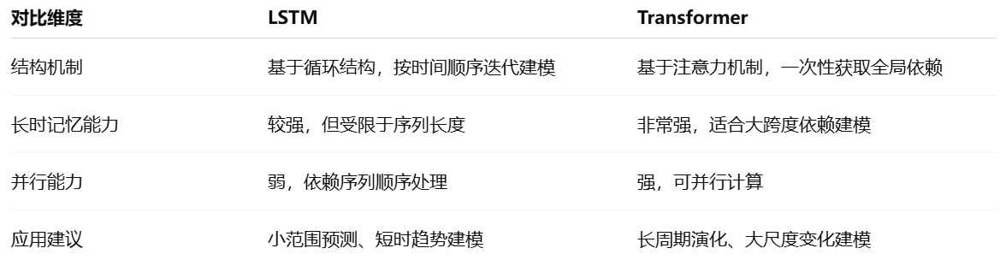 对比维度 LSTM Transformer
结构机制 基于循环结构，按时间顺序迭代建模 基于注意力机制，一次性获取全局依赖
长时记忆能力 较强，但受限于序列长度 非常强，适合大跨度依赖建模
并行能力 弱，依赖序列顺序处理 强，可并行计算
应用建议 小范围预测、短时趋势建模 长周期演化、大尺度变化建模